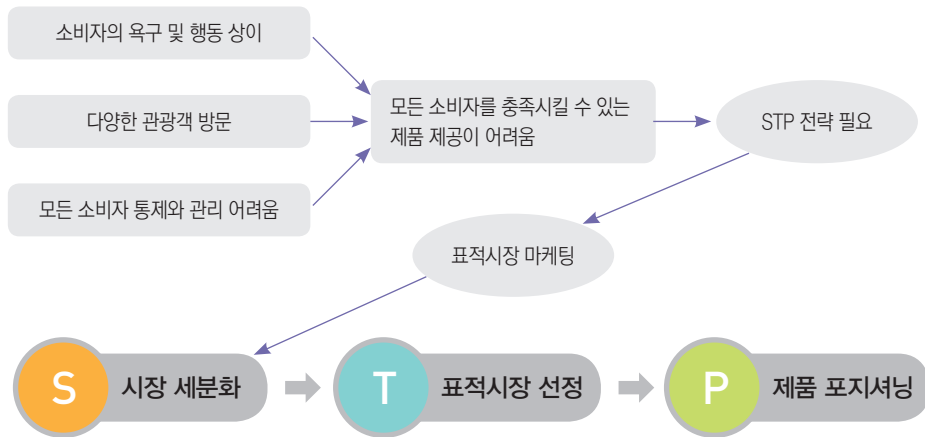 소비자의 욕구 및 행동 상이
다양한 관광객 방문
모든 소비자 통제와 관리 어려움
모든 소비자를 충족시킬 수 있는
제품 제공이 어려움
STP 전략 필요
표적시장 마케팅
S 시장 세분화
T 표적시장 선정
P 제품 포지셔닝